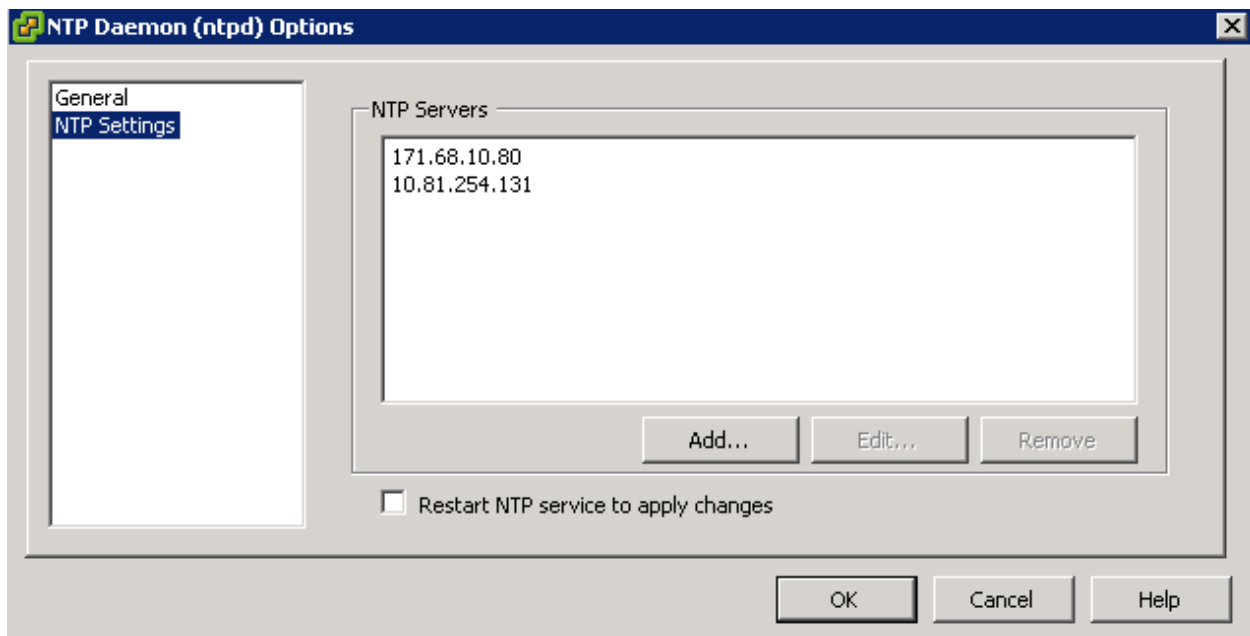 NTP Daemon (ntpd) Options
General
NTP Settings
NTP Servers
171.68.10.80
10.81.254.131
Add...
Edit...
Remove
Restart NTP service to apply changes
OK
Cancel
Help